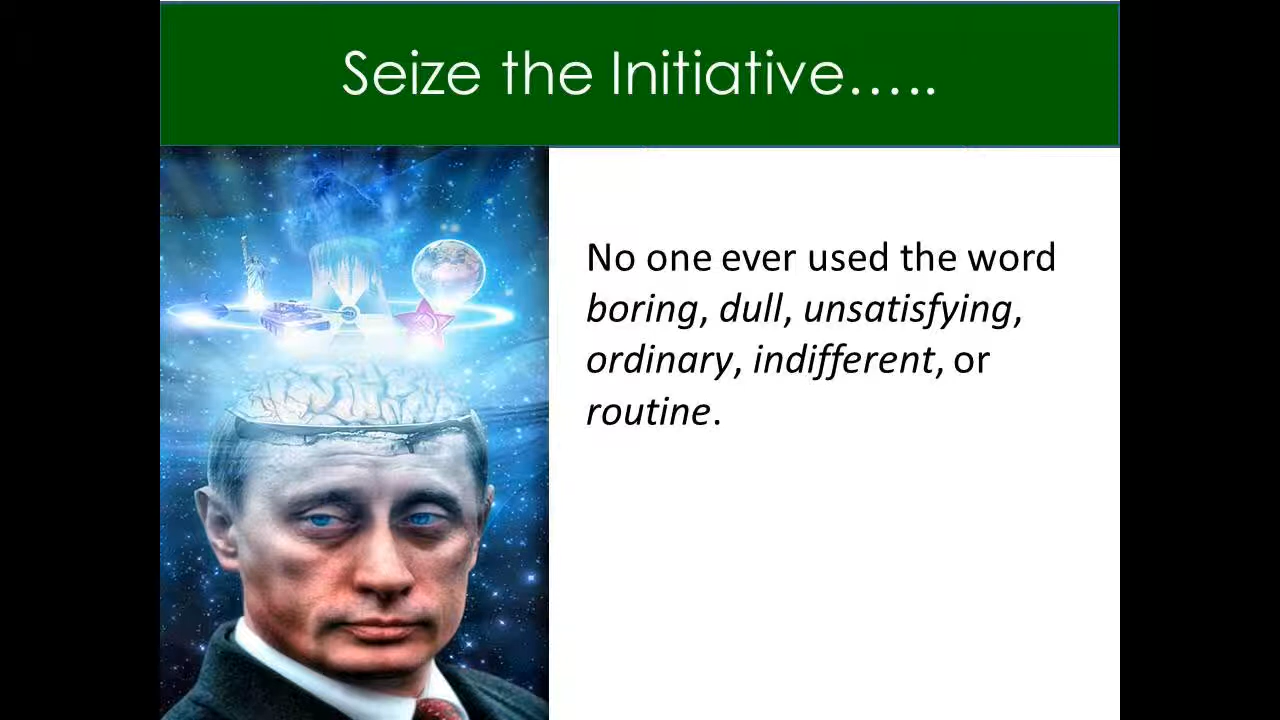 Seize the Initiative…..
No one ever used the word
boring, dull, unsatisfying,
ordinary, indifferent, or
routine.